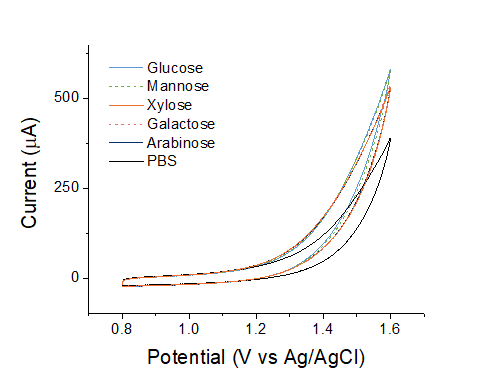 Glucose
Mannose
Xylose
Galactose
Arabinose
PBS
500
250
0
Current (μA)
0.8 1.0 1.2 1.4 1.6
Potential (V vs Ag/AgCl)